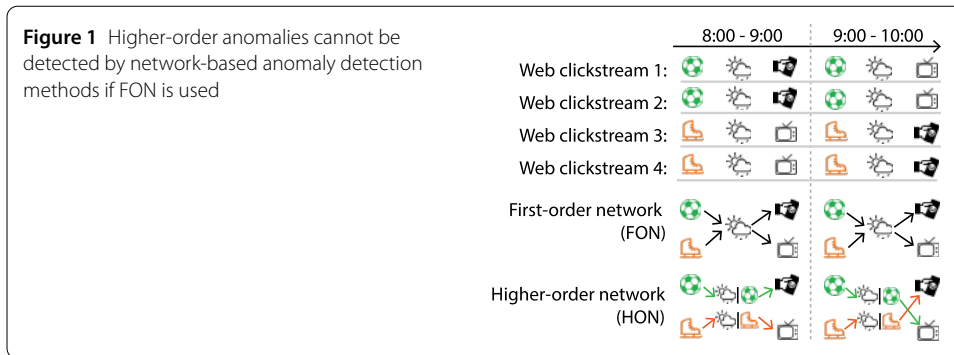 Figure 1 Higher-order anomalies cannot be
detected by network-based anomaly detection
methods if FON is used
8:00 - 9:00 9:00 - 10:00
Web clickstream 1:
Web clickstream 2:
Web clickstream 3:
Web clickstream 4:
First-order network
(FON)
Higher-order network
(HON)